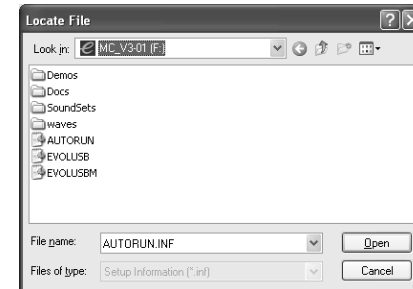 Locate File
Look in: MC_V3-01 (F:)
Demos
Docs
SoundSets
waves
AUTORUN
EVOLUSB
EVOLUSBM
File name: AUTORUN.INF Open
Files of type: Setup Information (*.inf) Cancel